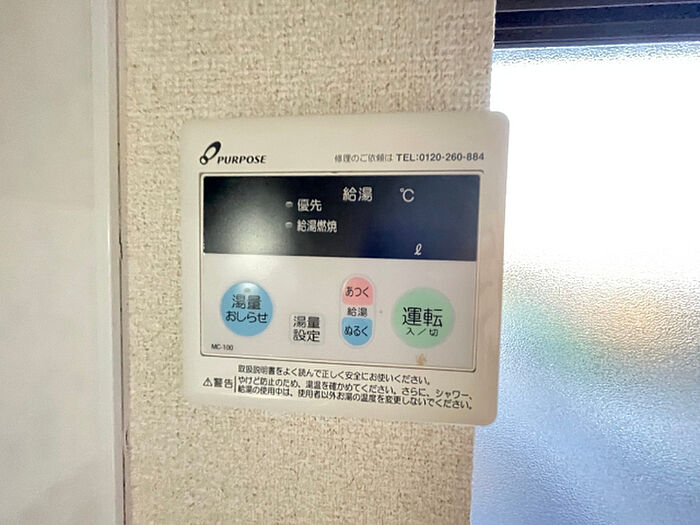 PURPOSE
修理のご依頼は TEL:0120-260-884
給湯 ℃
優先
給湯燃焼
ℓ
湯量
おしらせ
湯量
設定
あつく
給湯
ぬるく
運転
入/切
MC-100
取扱説明書をよく読んで正しく安全にお使いください。
⚠警告 やけど防止のため、湯温を確かめてください。さらに、シャワー、
給湯の使用中は、使用者以外お湯の温度を変更しないでください。